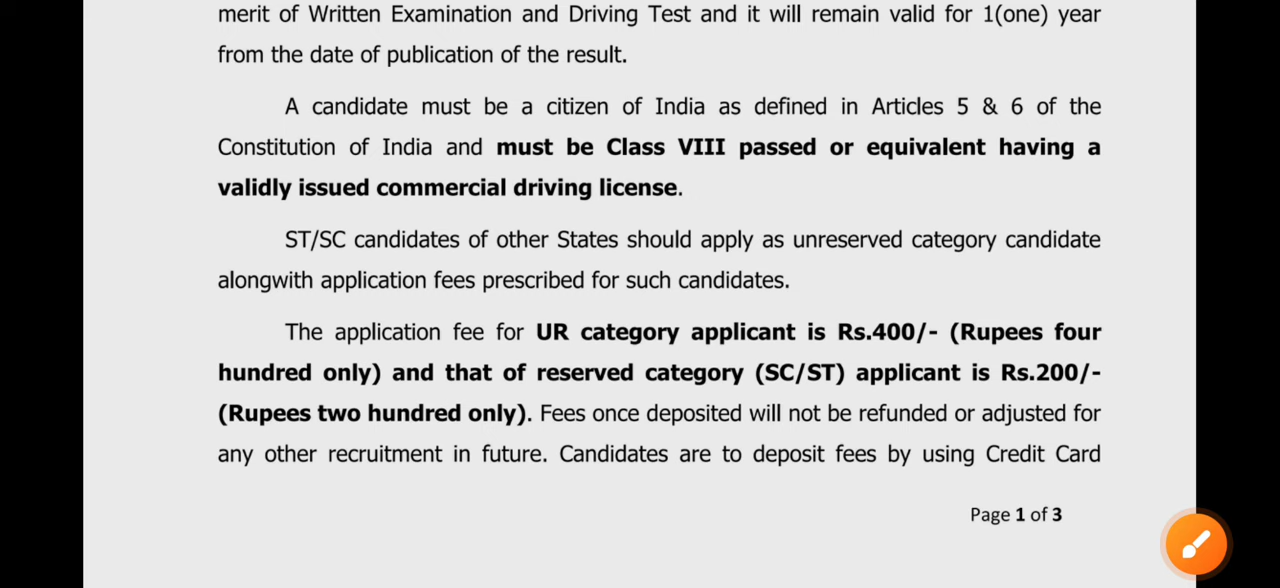 merit of Written Examination and Driving Test and it will remain valid for 1(one) year
from the date of publication of the result.
A candidate must be a citizen of India as defined in Articles 5 & 6 of the
Constitution of India and must be Class VIII passed or equivalent having a
validly issued commercial driving license.
ST/SC candidates of other States should apply as unreserved category candidate
alongwith application fees prescribed for such candidates.
The application fee for UR category applicant is Rs.400/- (Rupees four
hundred only) and that of reserved category (SC/ST) applicant is Rs.200/-
(Rupees two hundred only). Fees once deposited will not be refunded or adjusted for
any other recruitment in future. Candidates are to deposit fees by using Credit Card
Page 1 of 3